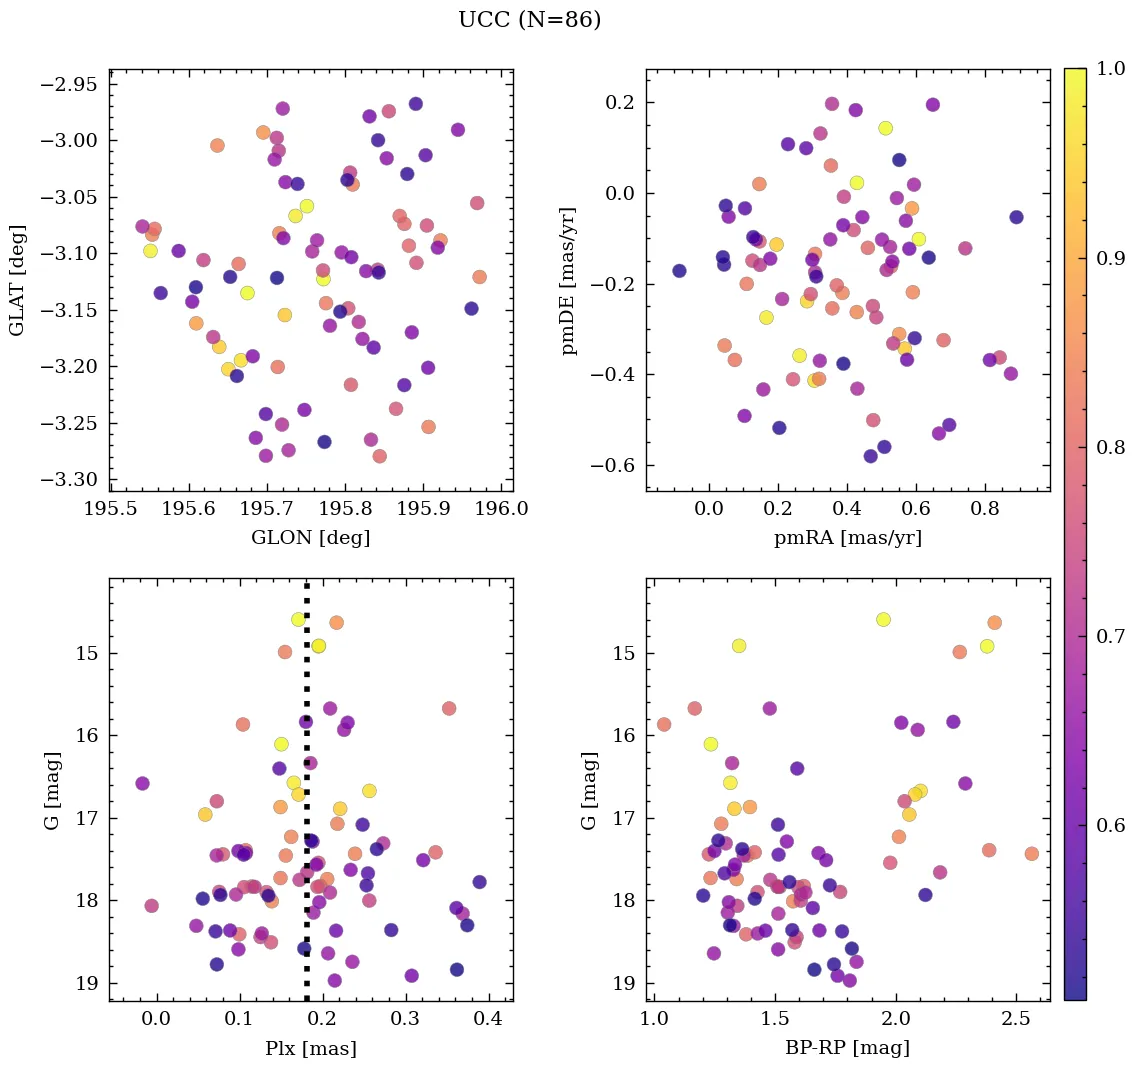 UCC (N=86)
−2.95
−3.00
−3.05
−3.10
−3.15
−3.20
−3.25
−3.30
GLAT [deg]
195.5 195.6 195.7 195.8 195.9 196.0
GLON [deg]
0.2
0.0
−0.2
−0.4
−0.6
pmDE [mas/yr]
0.0 0.2 0.4 0.6 0.8
pmRA [mas/yr]
1.0
0.9
0.8
0.7
0.6
15
16
17
18
19
G [mag]
0.0 0.1 0.2 0.3 0.4
Plx [mas]
15
16
17
18
19
G [mag]
1.0 1.5 2.0 2.5
BP-RP [mag]